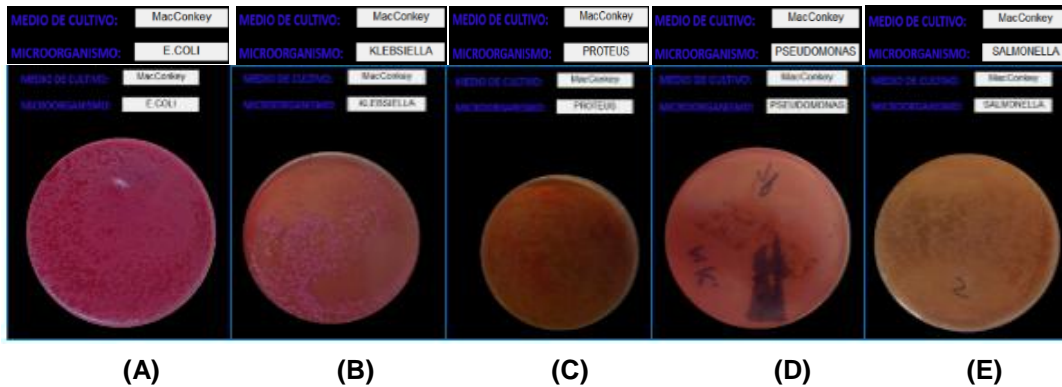 MEDIO DE CULTIVO: MacConkey
MICROORGANISMO: E.COLI
MEDIO DE CULTIVO: MacConkey
MICROORGANISMO: E.COLI
(A)
MEDIO DE CULTIVO: MacConkey
MICROORGANISMO: KLEBSIELLA
MEDIO DE CULTIVO: MacConkey
MICROORGANISMO: KLEBSIELLA
(B)
MEDIO DE CULTIVO: MacConkey
MICROORGANISMO: PROTEUS
MEDIO DE CULTIVO: MacConkey
MICROORGANISMO: PROTEUS
(C)
MEDIO DE CULTIVO: MacConkey
MICROORGANISMO: PSEUDOMONAS
MEDIO DE CULTIVO: MacConkey
MICROORGANISMO: PSEUDOMONAS
MK
(D)
MEDIO DE CULTIVO: MacConkey
MICROORGANISMO: SALMONELLA
MEDIO DE CULTIVO: MacConkey
MICROORGANISMO: SALMONELLA
(E)